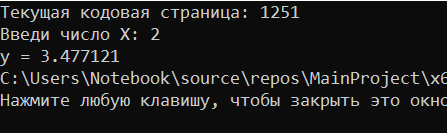 Текущая кодовая страница: 1251
Введи число X: 2
y = 3.477121
C:\Users\Notebook\source\repos\MainProject\x6
Нажмите любую клавишу, чтобы закрыть это окно